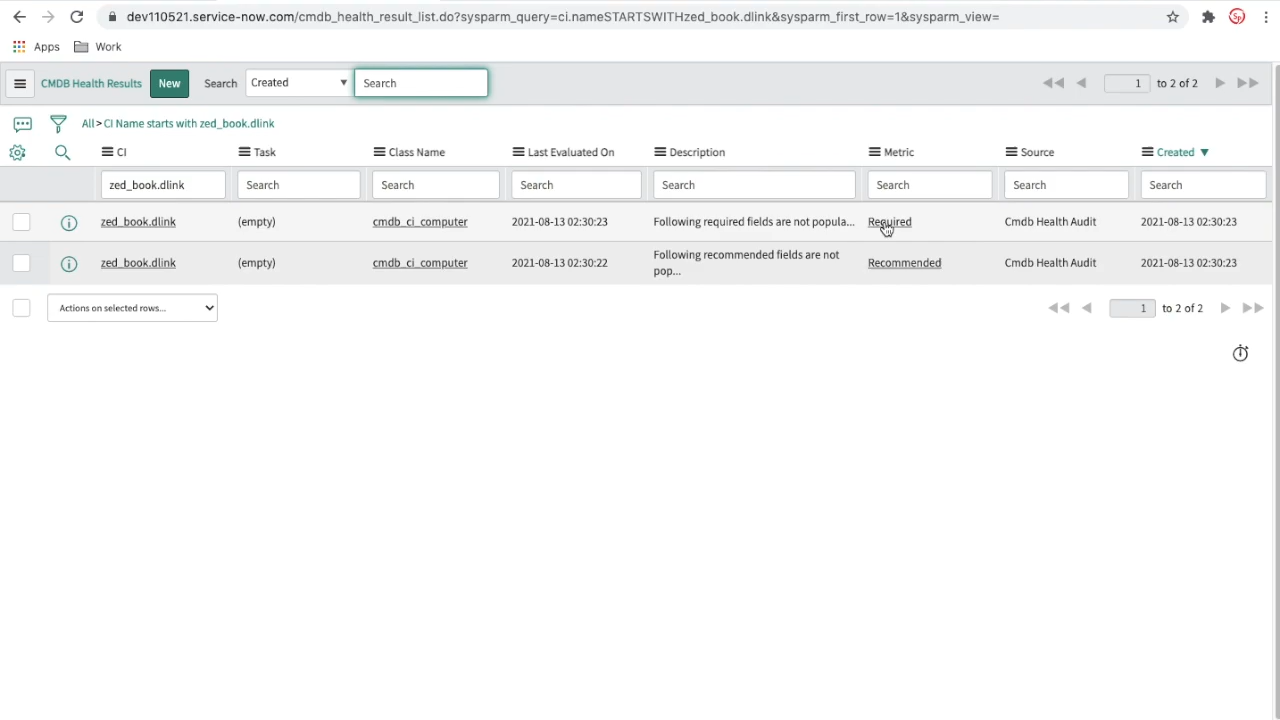 dev110521.service-now.com/cmdb_health_result_list.do?sysparm_query=ci.nameSTARTSWITHzed_book.dlink&sysparm_first_row=1&sysparm_view=
Sp
Apps Work
CMDB Health Results New Search Created Search 1 to 2 of 2
All > CI Name starts with zed_book.dlink
CI Task Class Name Last Evaluated On Description Metric Source Created
zed_book.dlink Search Search Search Search Search Search Search
zed_book.dlink (empty) cmdb_ci_computer 2021-08-13 02:30:23 Following required fields are not popula... Required Cmdb Health Audit 2021-08-13 02:30:23
zed_book.dlink (empty) cmdb_ci_computer 2021-08-13 02:30:22 Following recommended fields are not
pop... Recommended Cmdb Health Audit 2021-08-13 02:30:23
Actions on selected rows... 1 to 2 of 2